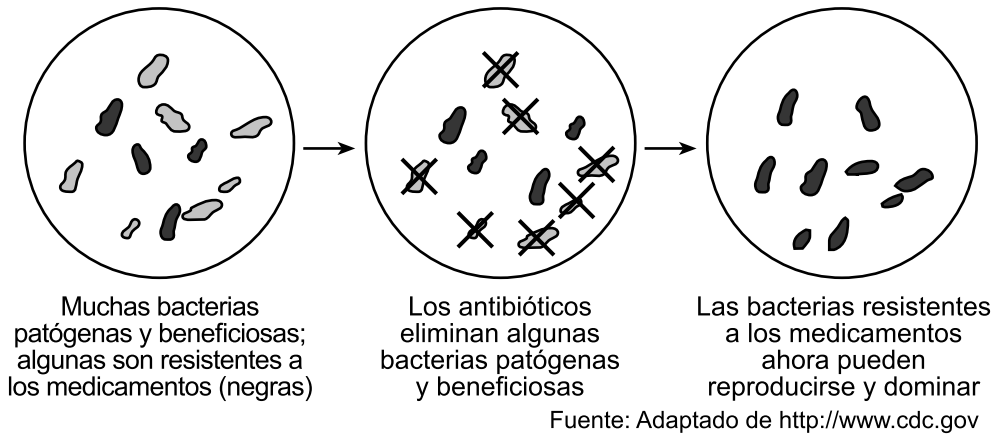 Muchas bacterias
patógenas y beneficiosas;
algunas son resistentes a
los medicamentos (negras)
Los antibióticos
eliminan algunas
bacterias patógenas
y beneficiosas
Las bacterias resistentes
a los medicamentos
ahora pueden
reproducirse y dominar
Fuente: Adaptado de http://www.cdc.gov